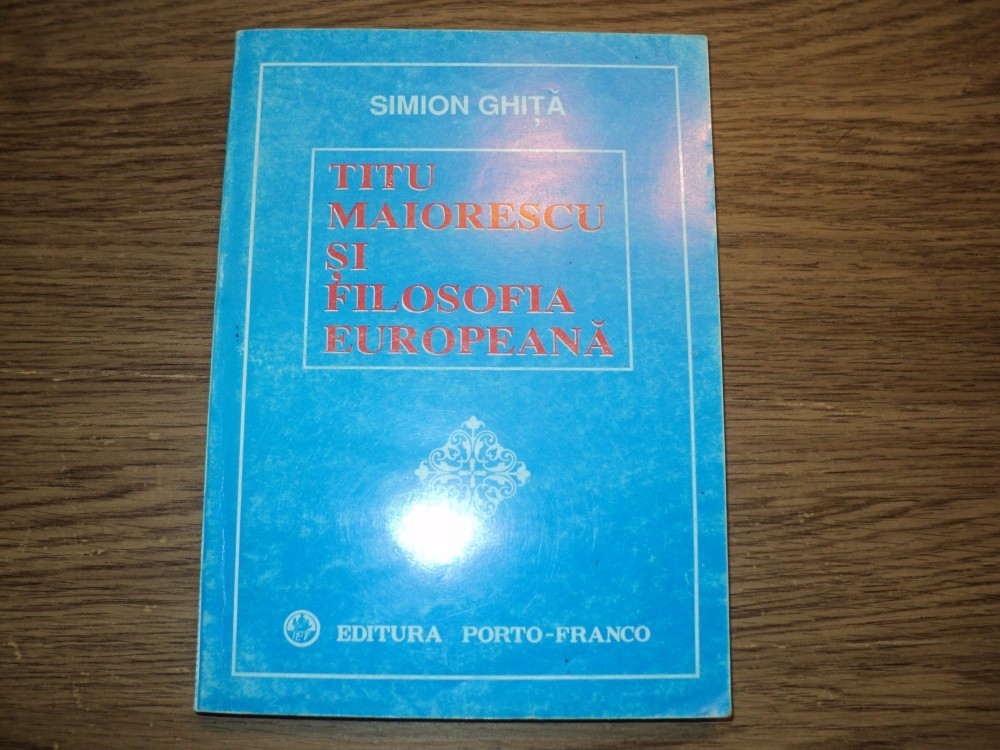 SIMION GHIȚĂ
TITU
MAIORESCU
ȘI
FILOSOFIA
EUROPEANĂ
EDITURA PORTO-FRANCO